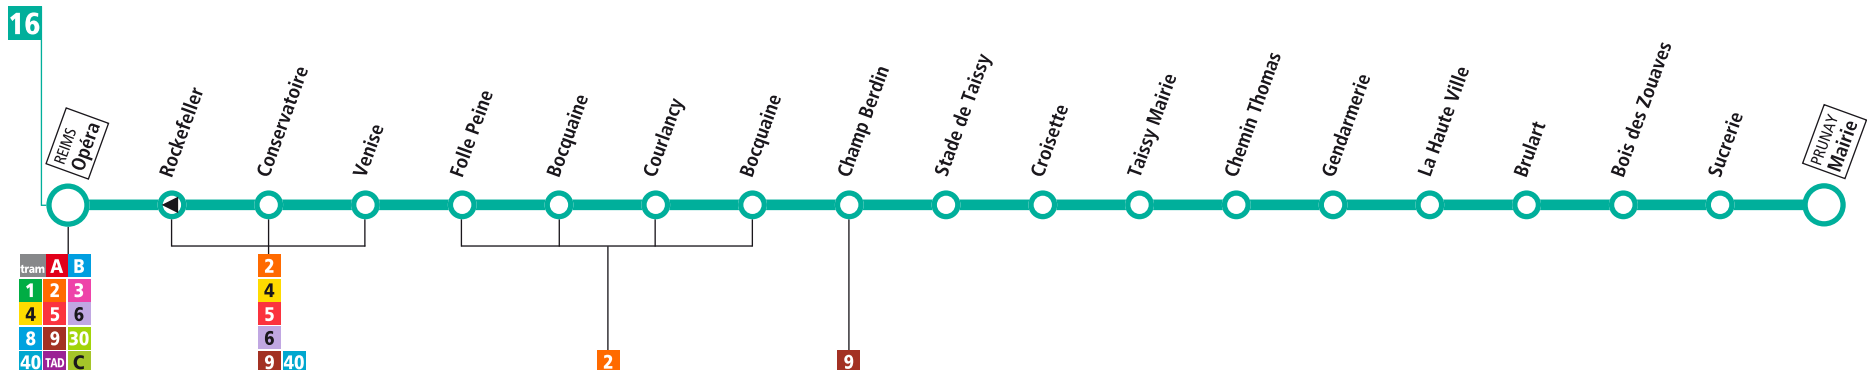 16
REIMS
Opéra
Rockefeller
Conservatoire
Venise
Folle Peine
Bocquaine
Courlancy
Bocquaine
Champ Berdin
Stade de Taissy
Croisette
Taissy Mairie
Chemin Thomas
Gendarmerie
La Haute Ville
Brulart
Bois des Zouaves
Sucrerie
PRUNAY
Mairie
tram A B
1 2 3
4 5 6
8 9 30
40 TAD C
2
4
5
6
9 40
2
9